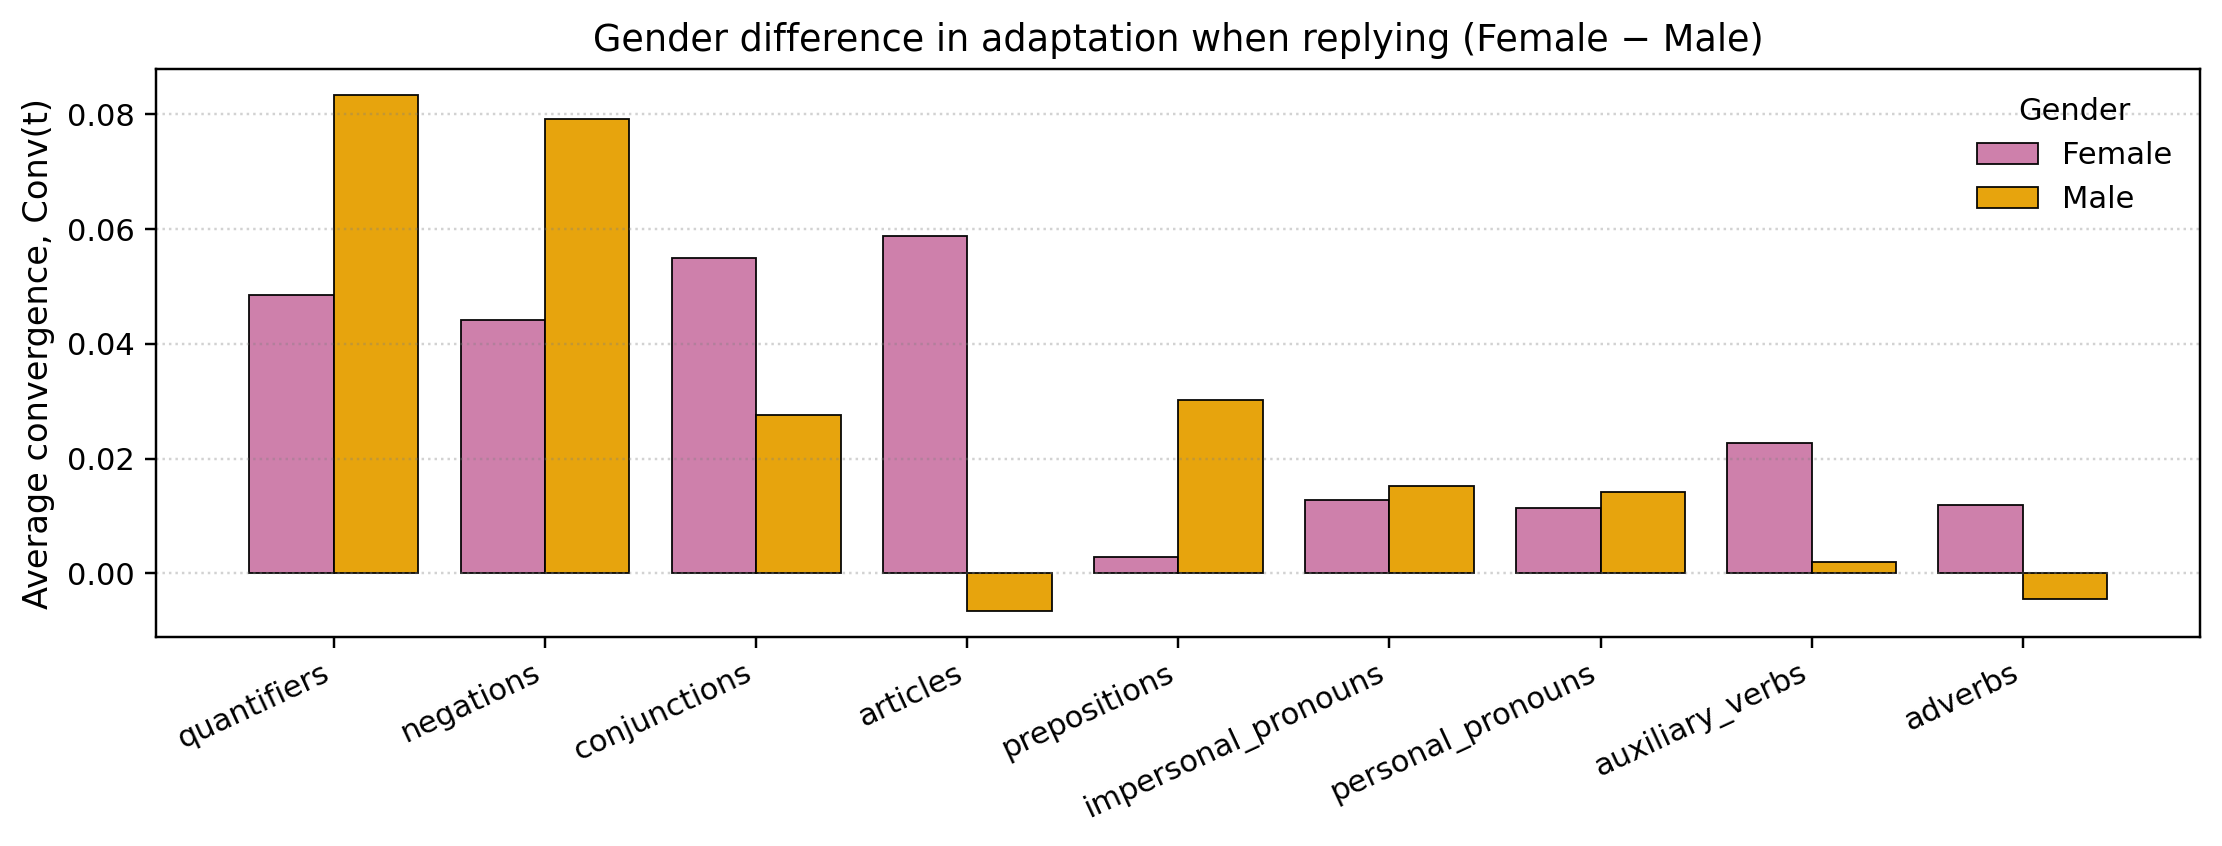 Gender difference in adaptation when replying (Female − Male)
Average convergence, Conv(t)
0.08
0.06
0.04
0.02
0.00
Gender
Female
Male
quantifiers
negations
conjunctions
articles
prepositions
impersonal_pronouns
personal_pronouns
auxiliary_verbs
adverbs